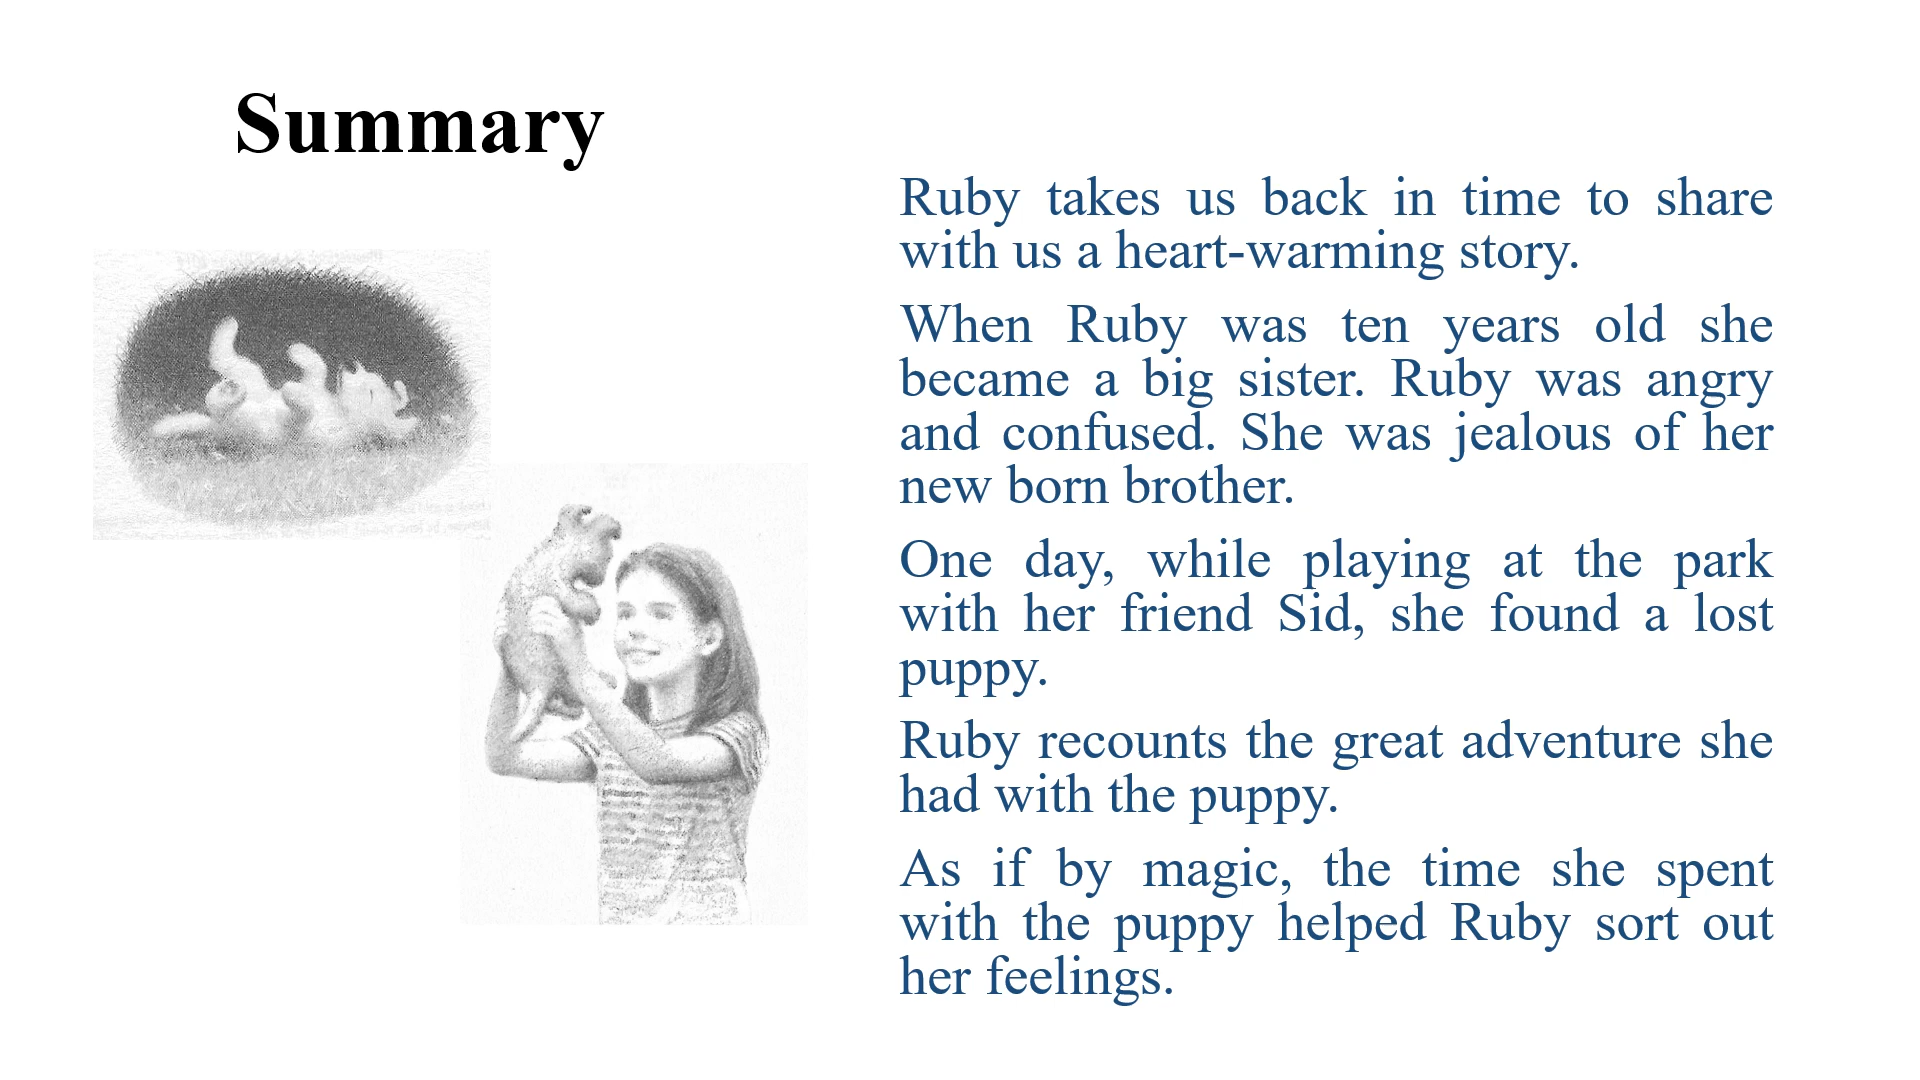 Summary
Ruby takes us back in time to share
with us a heart-warming story.
When Ruby was ten years old she
became a big sister. Ruby was angry
and confused. She was jealous of her
new born brother.
One day, while playing at the park
with her friend Sid, she found a lost
puppy.
Ruby recounts the great adventure she
had with the puppy.
As if by magic, the time she spent
with the puppy helped Ruby sort out
her feelings.